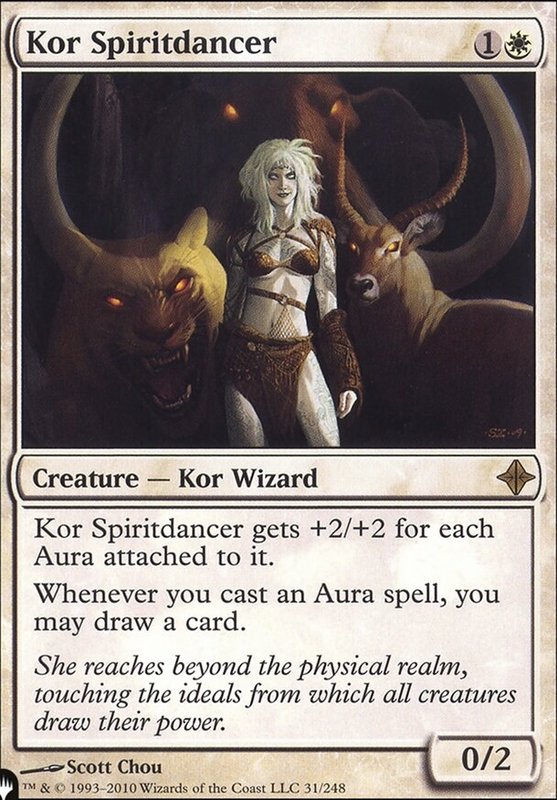 Kor Spiritdancer 1
Creature — Kor Wizard
Kor Spiritdancer gets +2/+2 for each
Aura attached to it.
Whenever you cast an Aura spell, you
may draw a card.
She reaches beyond the physical realm,
touching the ideals from which all creatures
draw their power.
0/2
Scott Chou
™ & © 1993–2010 Wizards of the Coast LLC 31/248